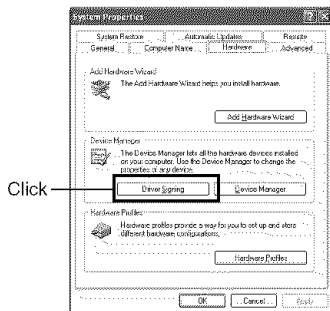 System Properties
System Restore
Automatic Updates
Remote
General
Computer Name
Hardware
Advanced
Add Hardware Wizard
The Add Hardware Wizard helps you install hardware.
Add Hardware Wizard
Device Manager
The Device Manager lists all the hardware devices installed
on your computer. Use the Device Manager to change the
properties of any device.
Click
Driver Signing
Device Manager
Hardware Profiles
Hardware profiles provide a way for you to set up and store
different hardware configurations.
Hardware Profiles
OK
Cancel
Apply